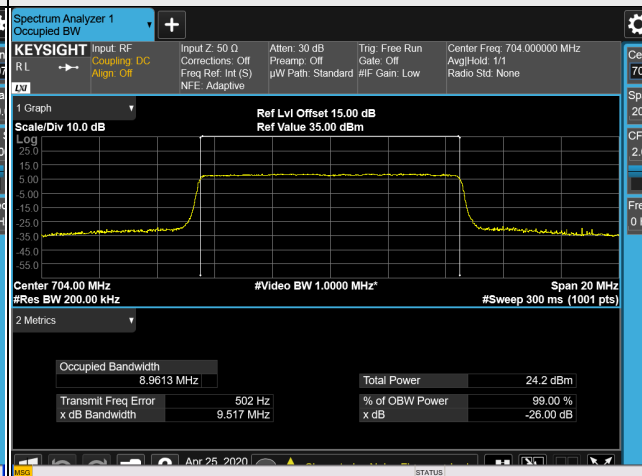 Spectrum Analyzer 1
Occupied BW
KEYSIGHT
R L
LXI
Input: RF
Coupling: DC
Align: Off
Input Z: 50 Ω
Corrections: Off
Freq Ref: Int (S)
NFE: Adaptive
Atten: 30 dB
Preamp: Off
µW Path: Standard
Trig: Free Run
Gate: Off
#IF Gain: Low
Center Freq: 704.000000 MHz
Avg|Hold: 1/1
Radio Std: None
1 Graph
Scale/Div 10.0 dB
Ref Lvl Offset 15.00 dB
Ref Value 35.00 dBm
Log
25.0
15.0
5.00
-5.00
-15.0
-25.0
-35.0
-45.0
-55.0
Center 704.00 MHz
#Res BW 200.00 kHz
#Video BW 1.0000 MHz*
Span 20 MHz
#Sweep 300 ms (1001 pts)
2 Metrics
Occupied Bandwidth
8.9613 MHz
Transmit Freq Error 502 Hz
x dB Bandwidth 9.517 MHz
Total Power 24.2 dBm
% of OBW Power 99.00 %
x dB -26.00 dB
Apr 25, 2020
MSG
STATUS